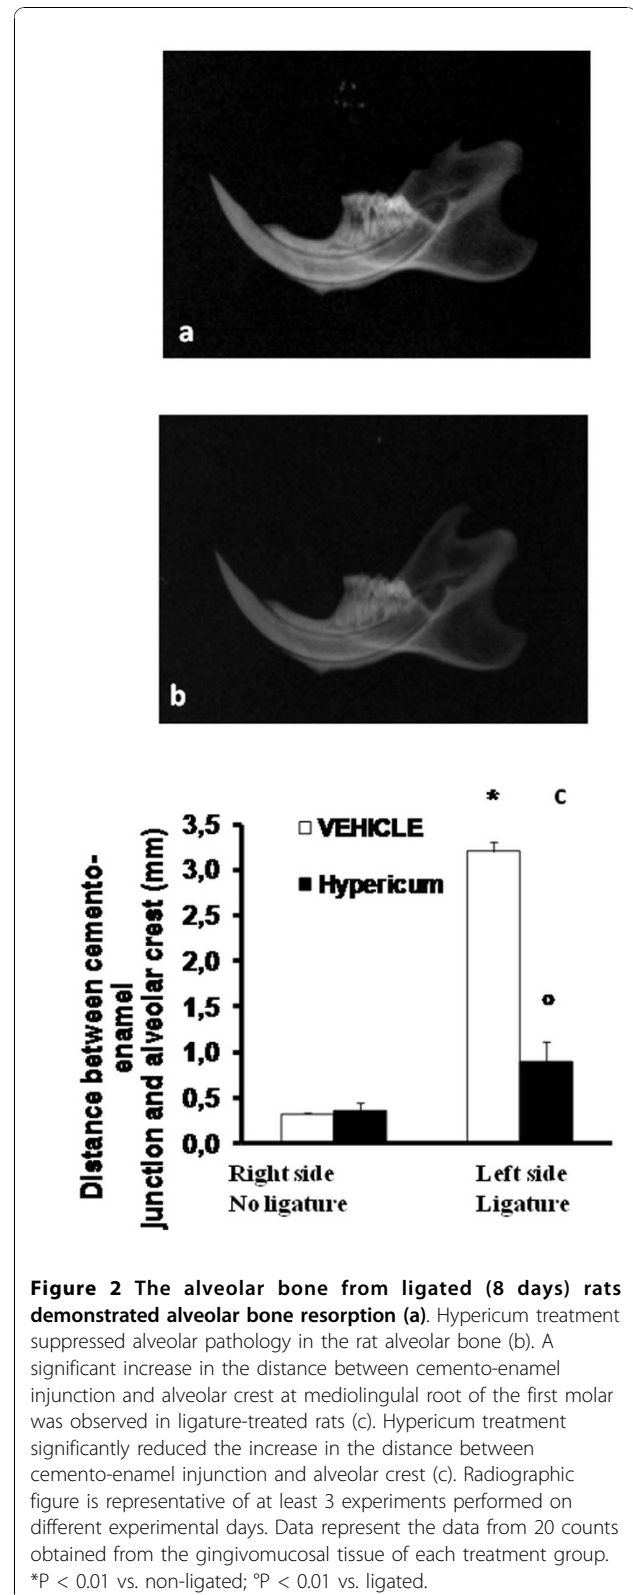 a
b
* c
3,5
3,0
2,5
2,0
1,5
1,0
0,5
0,0
VEHICLE
Hypericum
°
Distance between cemento-
enamel
junction and alveolar crest (mm)
Right side
No ligature
Left side
Ligature
Figure 2 The alveolar bone from ligated (8 days) rats
demonstrated alveolar bone resorption (a). Hypericum treatment
suppressed alveolar pathology in the rat alveolar bone (b). A
significant increase in the distance between cemento-enamel
injunction and alveolar crest at mediolingulal root of the first molar
was observed in ligature-treated rats (c). Hypericum treatment
significantly reduced the increase in the distance between
cemento-enamel injunction and alveolar crest (c). Radiographic
figure is representative of at least 3 experiments performed on
different experimental days. Data represent the data from 20 counts
obtained from the gingivomucosal tissue of each treatment group.
*P < 0.01 vs. non-ligated; °P < 0.01 vs. ligated.